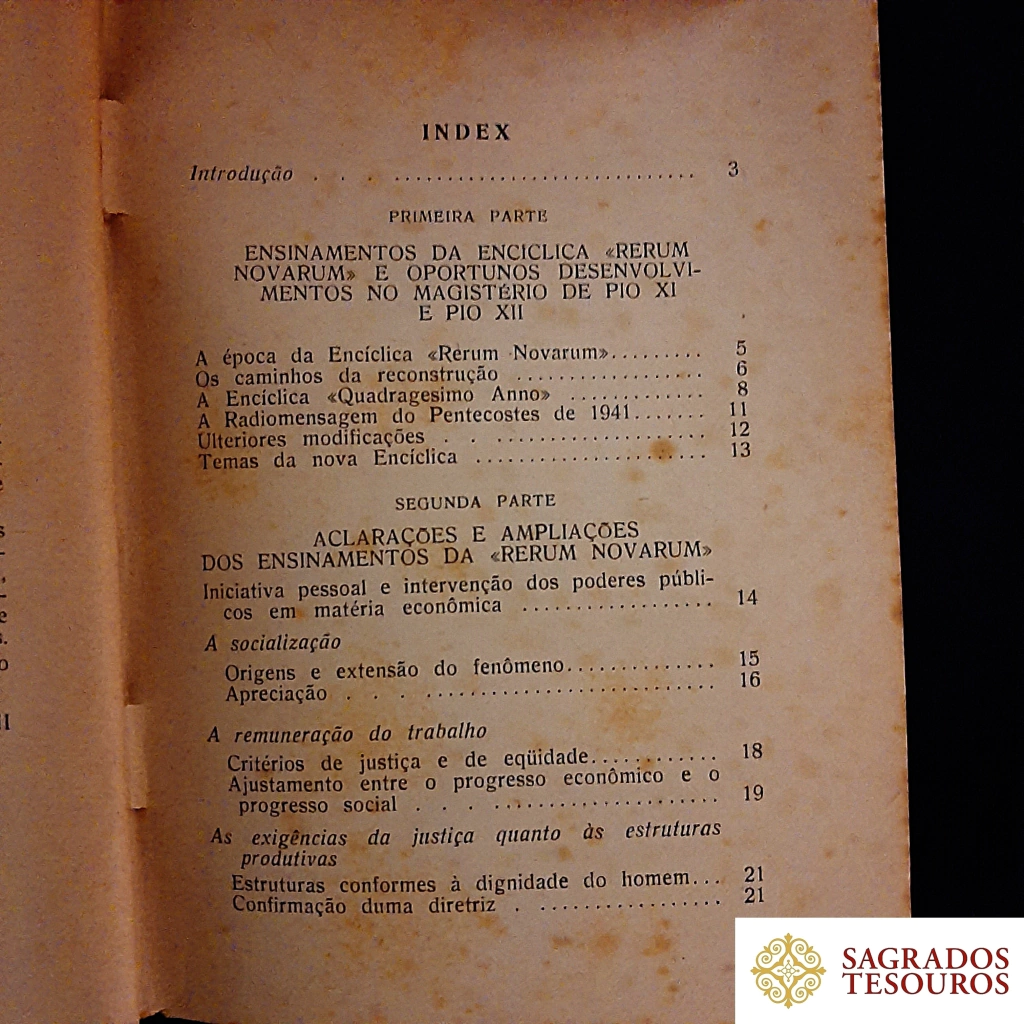 INDEX
Introdução . . . ............................. 3
PRIMEIRA PARTE
ENSINAMENTOS DA ENCÍCLICA «RERUM
NOVARUM» E OPORTUNOS DESENVOLVI-
MENTOS NO MAGISTÉRIO DE PIO XI
E PIO XII
A época da Encíclica «Rerum Novarum»......... 5
Os caminhos da reconstrução .................. 6
A Encíclica «Quadragesimo Anno» ............. 8
A Radiomensagem do Pentecostes de 1941....... 11
Ulteriores modificações . . .................... 12
Temas da nova Encíclica ...................... 13
SEGUNDA PARTE
ACLARAÇÕES E AMPLIAÇÕES
DOS ENSINAMENTOS DA «RERUM NOVARUM»
Iniciativa pessoal e intervenção dos poderes públi-
cos em matéria econômica .................. 14
A socialização
Origens e extensão do fenômeno.............. 15
Apreciação . . . ........................... 16
A remuneração do trabalho
Critérios de justiça e de eqüidade............ 18
Ajustamento entre o progresso econômico e o
progresso social . . . ...................... 19
As exigências da justiça quanto às estruturas
produtivas
Estruturas conformes à dignidade do homem... 21
Confirmação duma diretriz . .................. 21
SAGRADOS
TESOUROS